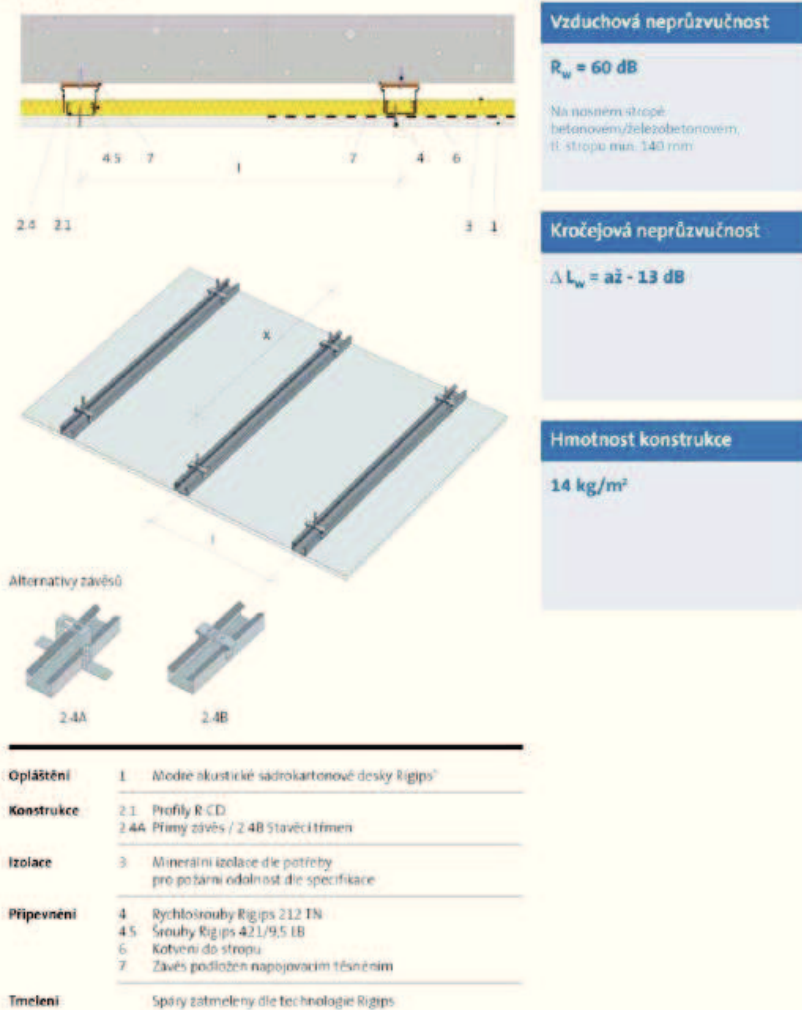 4.5 7 l 7 4 6
2.4 2.1 3 1
x
l
Alternativy závěsů
2.4A 2.4B
Vzduchová neprůzvučnost
Rw = 60 dB
Na nosném stropě
betonovém/železobetonovém,
tl. stropu min. 140 mm
Kročejová neprůzvučnost
Δ Lw = až - 13 dB
Hmotnost konstrukce
14 kg/m²
Opláštění 1 Modré akustické sádrokartonové desky Rigips®
Konstrukce 2.1 Profily R-CD
2.4A Přímý závěs / 2.4B Stavěcí třmen
Izolace 3 Minerální izolace dle potřeby
pro požární odolnost dle specifikace
Připevnění 4 Rychlošrouby Rigips 212 TN
4.5 Šrouby Rigips 421/9,5 LB
6 Kotvení do stropu
7 Závěs podložen napojovacím těsněním
Tmelení Spáry zatmeleny dle technologie Rigips